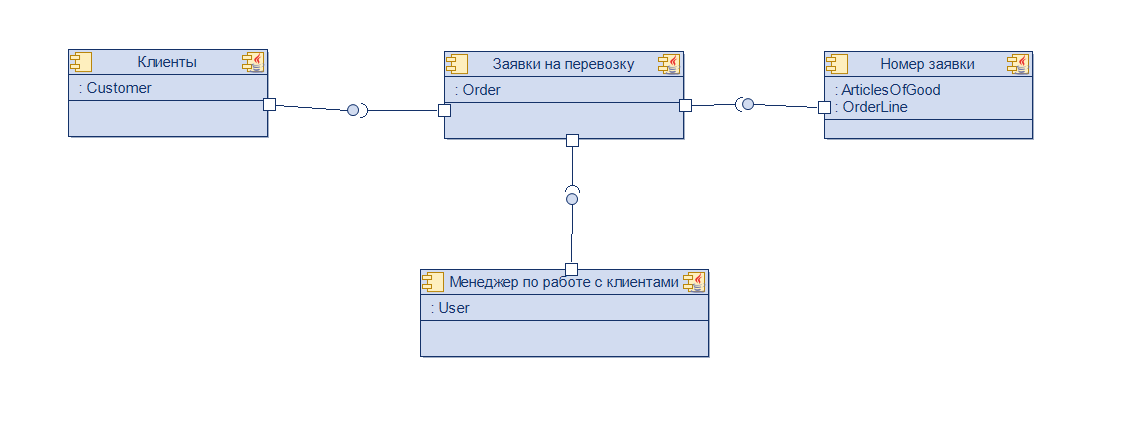 Клиенты
: Customer
Заявки на перевозку
: Order
Номер заявки
: ArticlesOfGood
: OrderLine
Менеджер по работе с клиентами
: User